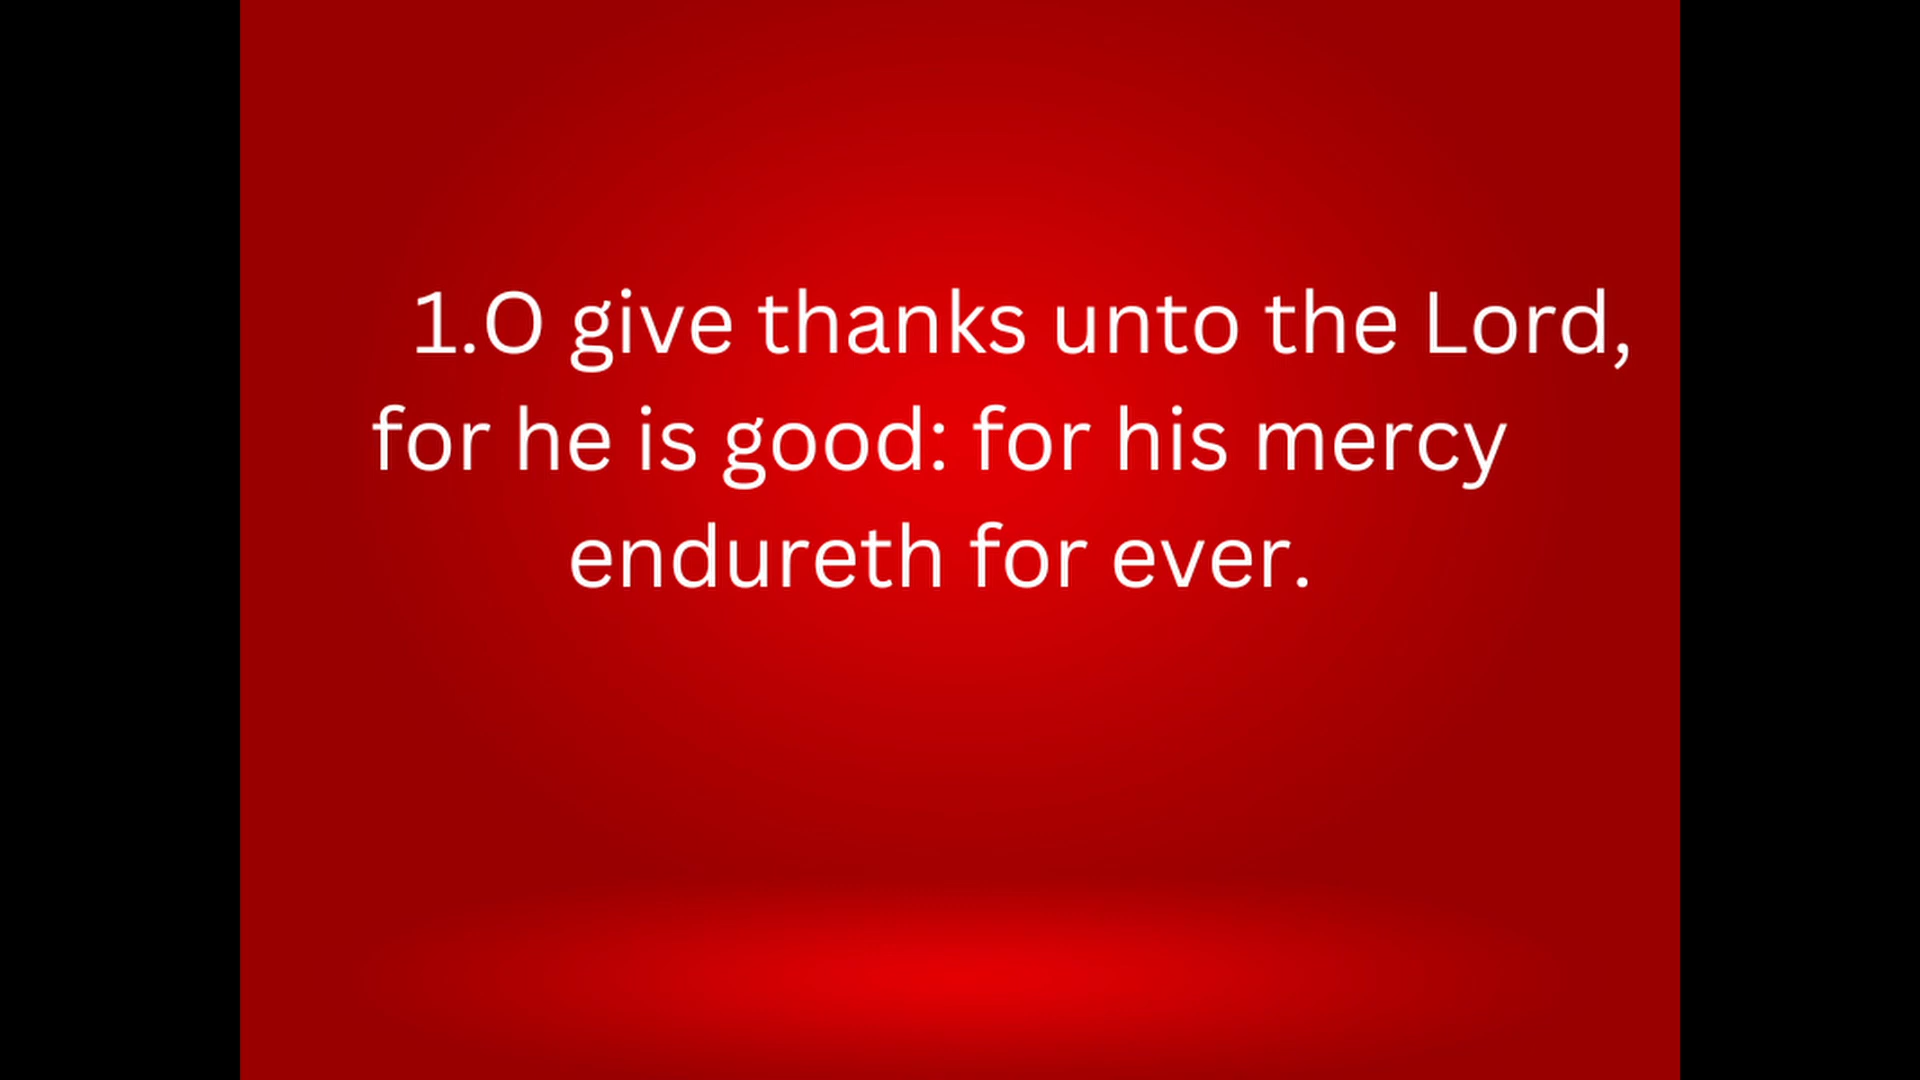 1.O give thanks unto the Lord,
for he is good: for his mercy
endureth for ever.